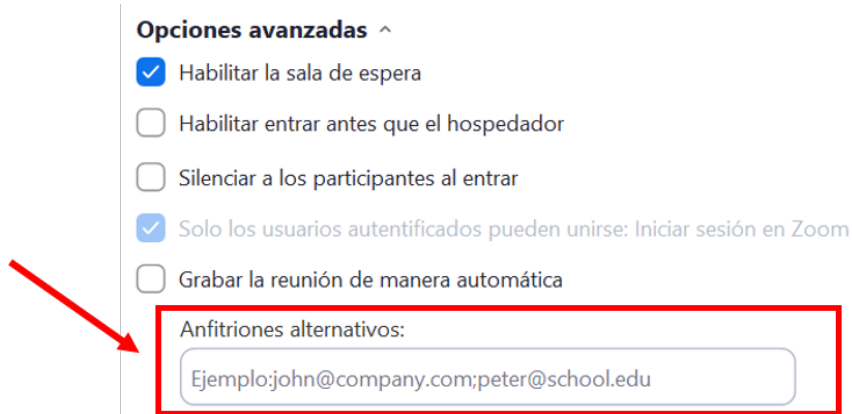 Opciones avanzadas
Habilitar la sala de espera
Habilitar entrar antes que el hospedador
Silenciar a los participantes al entrar
Solo los usuarios autentificados pueden unirse: Iniciar sesión en Zoom
Grabar la reunión de manera automática
Anfitriones alternativos:
Ejemplo:john@company.com;peter@school.edu